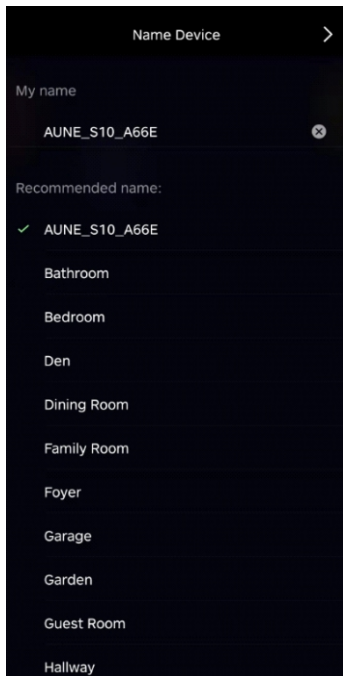 Name Device
My name
AUNE_S10_A66E
Recommended name:
AUNE_S10_A66E
Bathroom
Bedroom
Den
Dining Room
Family Room
Foyer
Garage
Garden
Guest Room
Hallway